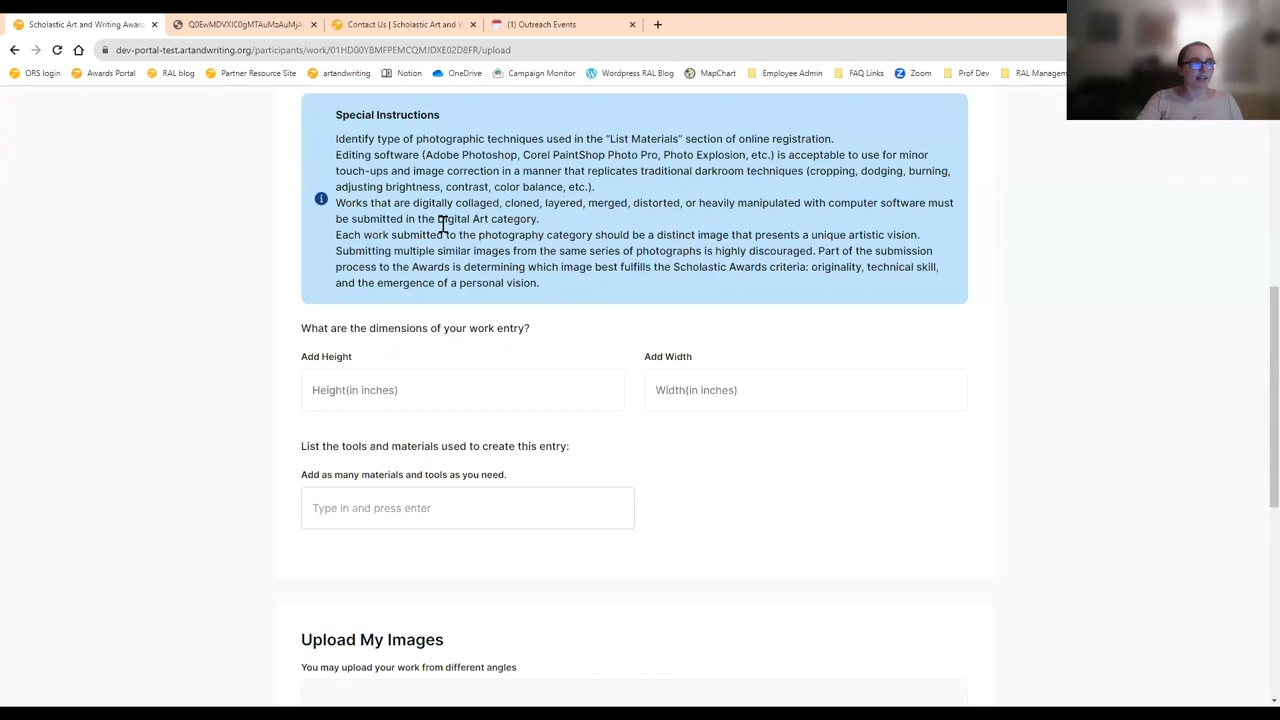 Scholastic Art and Writing Awar
Q0EwMDVXIC0gMTAuMzAuMjA
Contact Us | Scholastic Art and W
(1) Outreach Events
dev-portal-test.artandwriting.org/participants/work/01HD00YBMFPEMCQMJDXE02D8FR/upload
ORS login
Awards Portal
RAL blog
Partner Resource Site
artandwriting
Notion
OneDrive
Campaign Monitor
Wordpress RAL Blog
MapChart
Employee Admin
FAQ Links
Zoom
Prof Dev
RAL Managem
Special Instructions
Identify type of photographic techniques used in the “List Materials” section of online registration.
Editing software (Adobe Photoshop, Corel PaintShop Photo Pro, Photo Explosion, etc.) is acceptable to use for minor
touch-ups and image correction in a manner that replicates traditional darkroom techniques (cropping, dodging, burning,
adjusting brightness, contrast, color balance, etc.).
Works that are digitally collaged, cloned, layered, merged, distorted, or heavily manipulated with computer software must
be submitted in the Digital Art category.
Each work submitted to the photography category should be a distinct image that presents a unique artistic vision.
Submitting multiple similar images from the same series of photographs is highly discouraged. Part of the submission
process to the Awards is determining which image best fulfills the Scholastic Awards criteria: originality, technical skill,
and the emergence of a personal vision.
What are the dimensions of your work entry?
Add Height
Add Width
Height(in inches)
Width(in inches)
List the tools and materials used to create this entry:
Add as many materials and tools as you need.
Type in and press enter
Upload My Images
You may upload your work from different angles